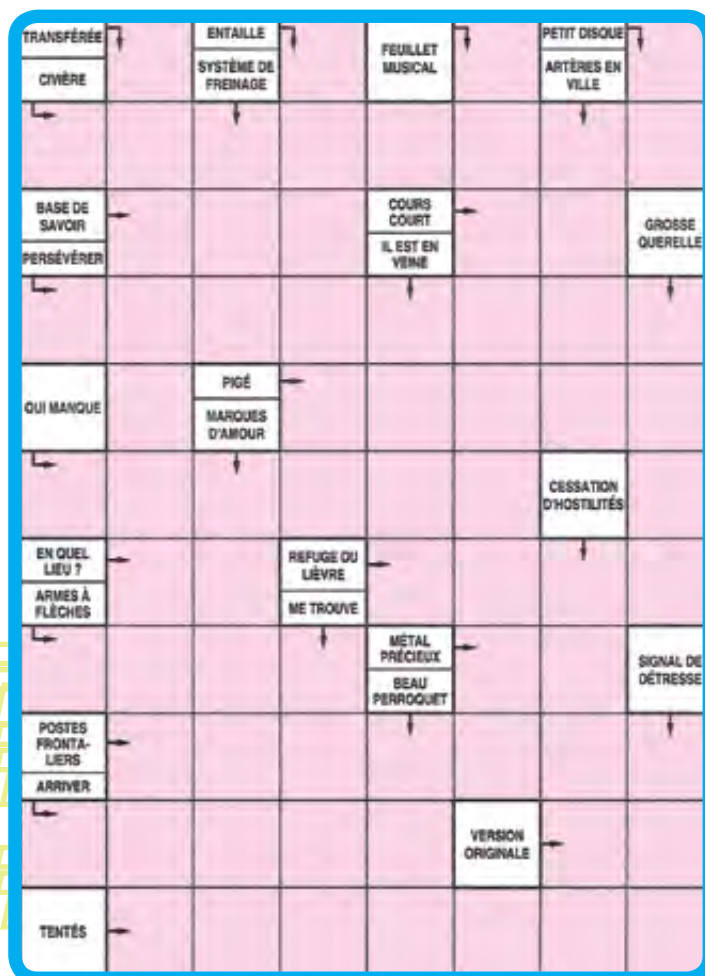 TRANSFÉRÉE
CIVIÈRE
ENTAILLE
SYSTÈME DE
FREINAGE
FEUILLET
MUSICAL
PETIT DISQUE
ARTÈRES EN
VILLE
BASE DE
SAVOIR
PERSÉVÉRER
COURS
COURT
IL EST EN
VEINE
GROSSE
QUERELLE
QUI MANQUE
PIGÉ
MARQUES
D'AMOUR
CESSATION
D'HOSTILITÉS
EN QUEL
LIEU ?
ARMES À
FLÈCHES
REFUGE DU
LIÈVRE
ME TROUVE
MÉTAL
PRÉCIEUX
BEAU
PERROQUET
SIGNAL DE
DÉTRESSE
POSTES
FRONTA-
LIERS
ARRIVER
VERSION
ORIGINALE
TENTÉS